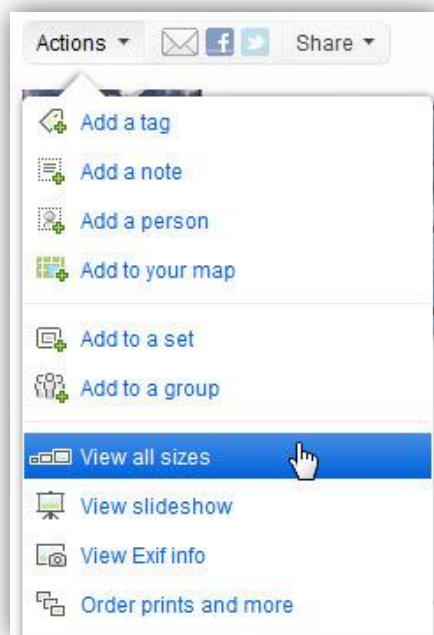 Actions Share
Add a tag
Add a note
Add a person
Add to your map
Add to a set
Add to a group
View all sizes
View slideshow
View Exif info
Order prints and more